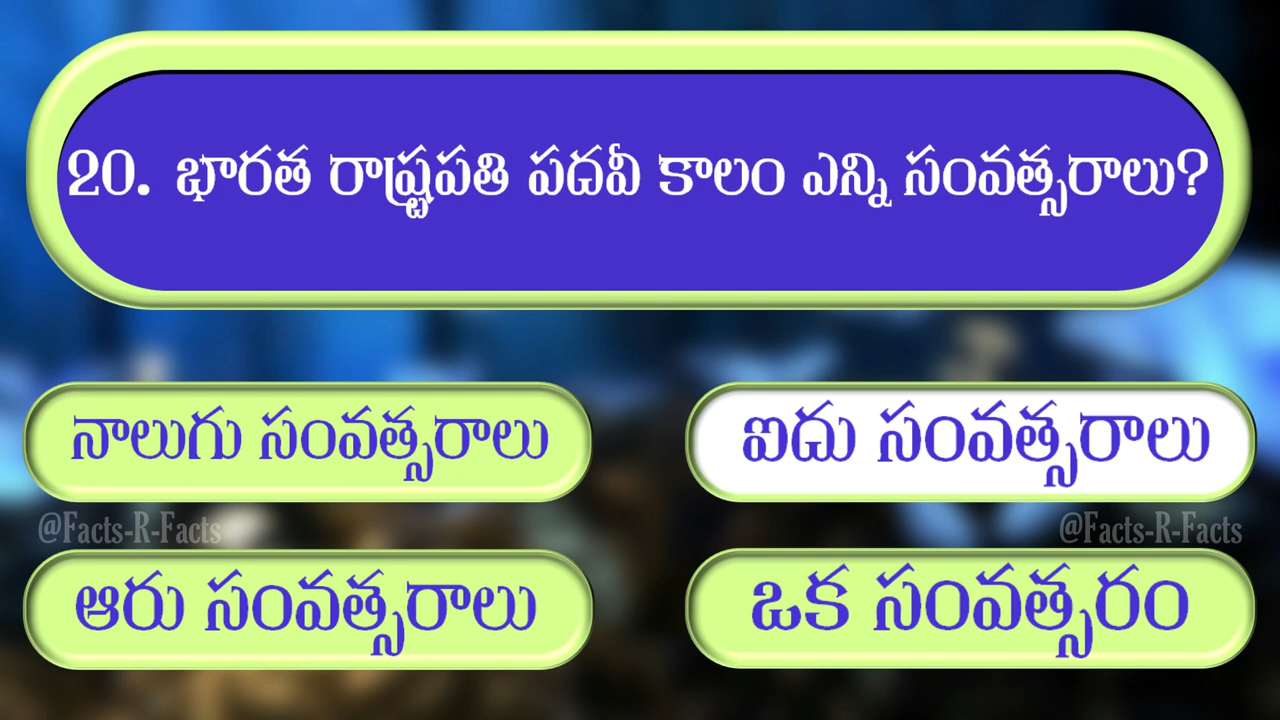 20. భారత రాష్ట్రపతి పదవీ కాలం ఎన్ని సంవత్సరాలు?
నాలుగు సంవత్సరాలు
ఐదు సంవత్సరాలు
@Facts-R-Facts
@Facts-R-Facts
ఆరు సంవత్సరాలు
ఒక సంవత్సరం